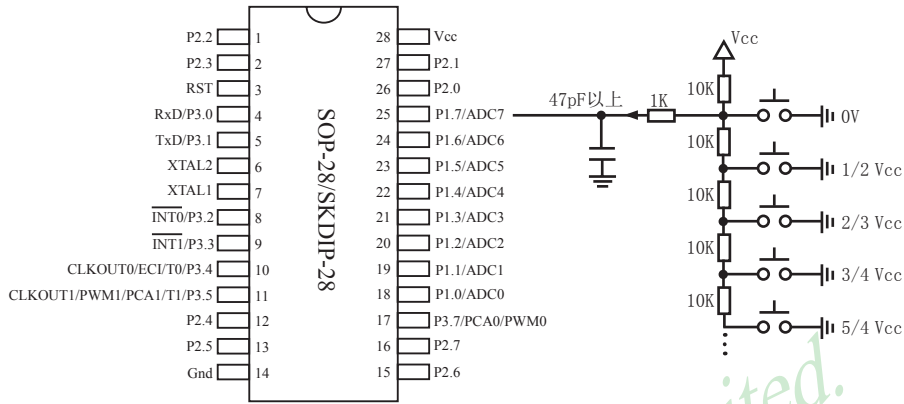 P2.2 1
P2.3 2
RST 3
RxD/P3.0 4
TxD/P3.1 5
XTAL2 6
XTAL1 7
INT0/P3.2 8
INT1/P3.3 9
CLKOUT0/ECI/T0/P3.4 10
CLKOUT1/PWM1/PCA1/T1/P3.5 11
P2.4 12
P2.5 13
Gnd 14
SOP-28/SKDIP-28
28 Vcc
27 P2.1
26 P2.0
25 P1.7/ADC7
24 P1.6/ADC6
23 P1.5/ADC5
22 P1.4/ADC4
21 P1.3/ADC3
20 P1.2/ADC2
19 P1.1/ADC1
18 P1.0/ADC0
17 P3.7/PCA0/PWM0
16 P2.7
15 P2.6
Vcc
10K
47pF以上 1K
0V
10K
1/2 Vcc
10K
2/3 Vcc
10K
3/4 Vcc
10K
5/4 Vcc
ited.